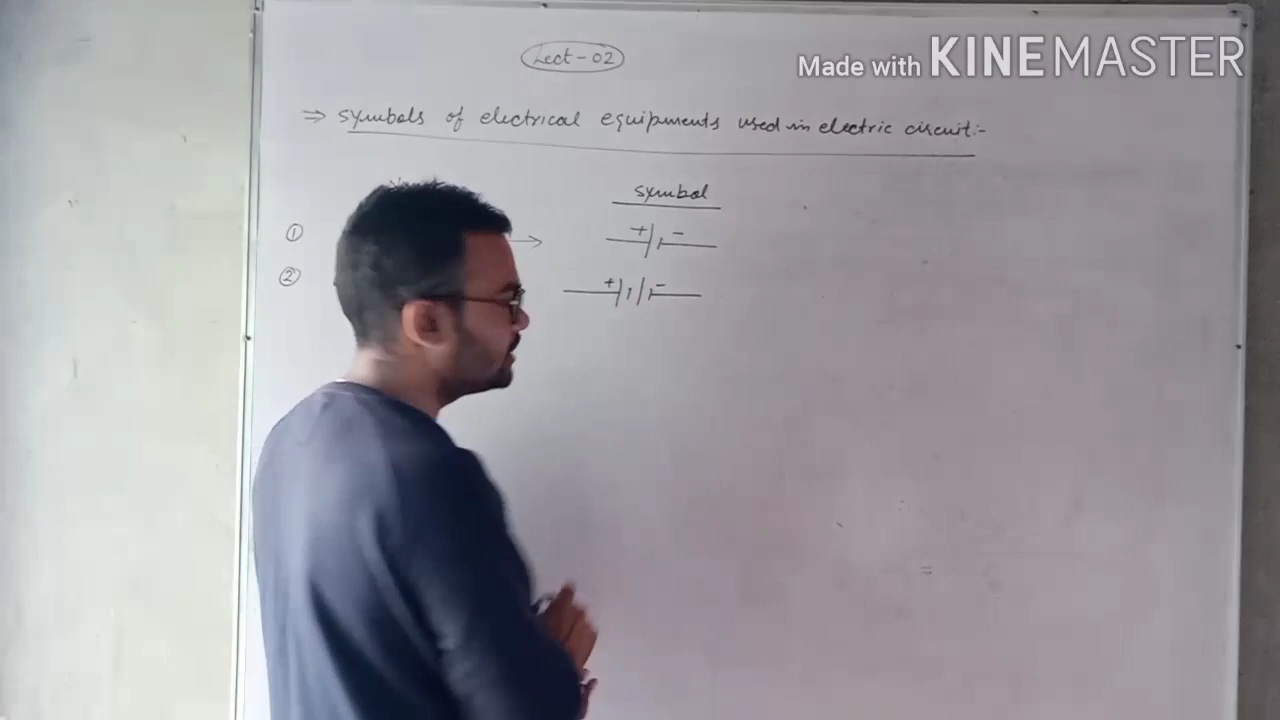 Lect-02
Made with KINEMASTER
⇒ symbols of electrical equipments used in electric circuit:-
symbol
① → + -
② + -